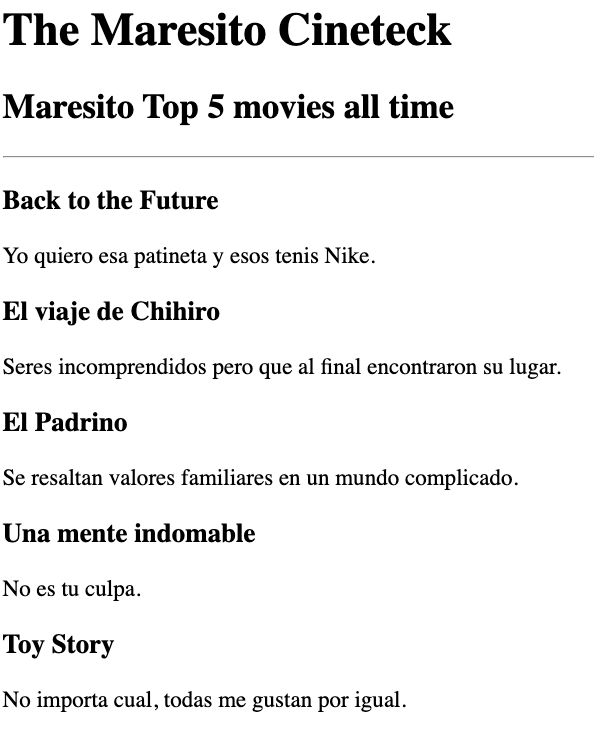 The Maresito Cineteck
Maresito Top 5 movies all time
Back to the Future
Yo quiero esa patineta y esos tenis Nike.
El viaje de Chihiro
Seres incomprendidos pero que al final encontraron su lugar.
El Padrino
Se resaltan valores familiares en un mundo complicado.
Una mente indomable
No es tu culpa.
Toy Story
No importa cual, todas me gustan por igual.